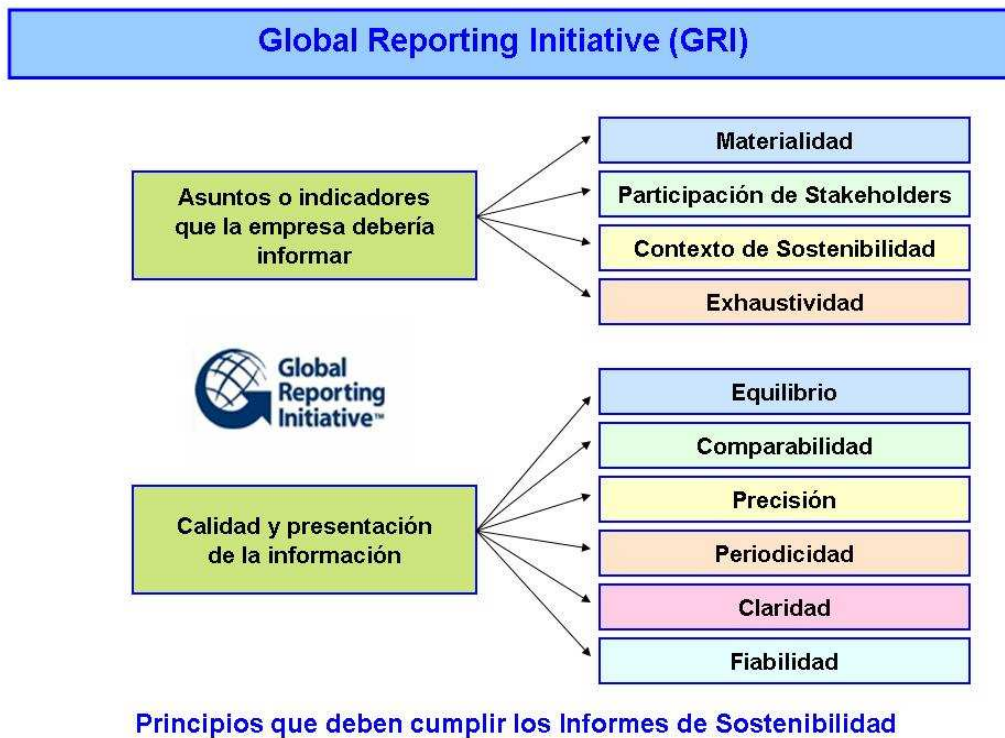 Global Reporting Initiative (GRI)
Asuntos o indicadores
que la empresa debería
informar
Materialidad
Participación de Stakeholders
Contexto de Sostenibilidad
Exhaustividad
Global
Reporting
Initiative™
Calidad y presentación
de la información
Equilibrio
Comparabilidad
Precisión
Periodicidad
Claridad
Fiabilidad
Principios que deben cumplir los Informes de Sostenibilidad